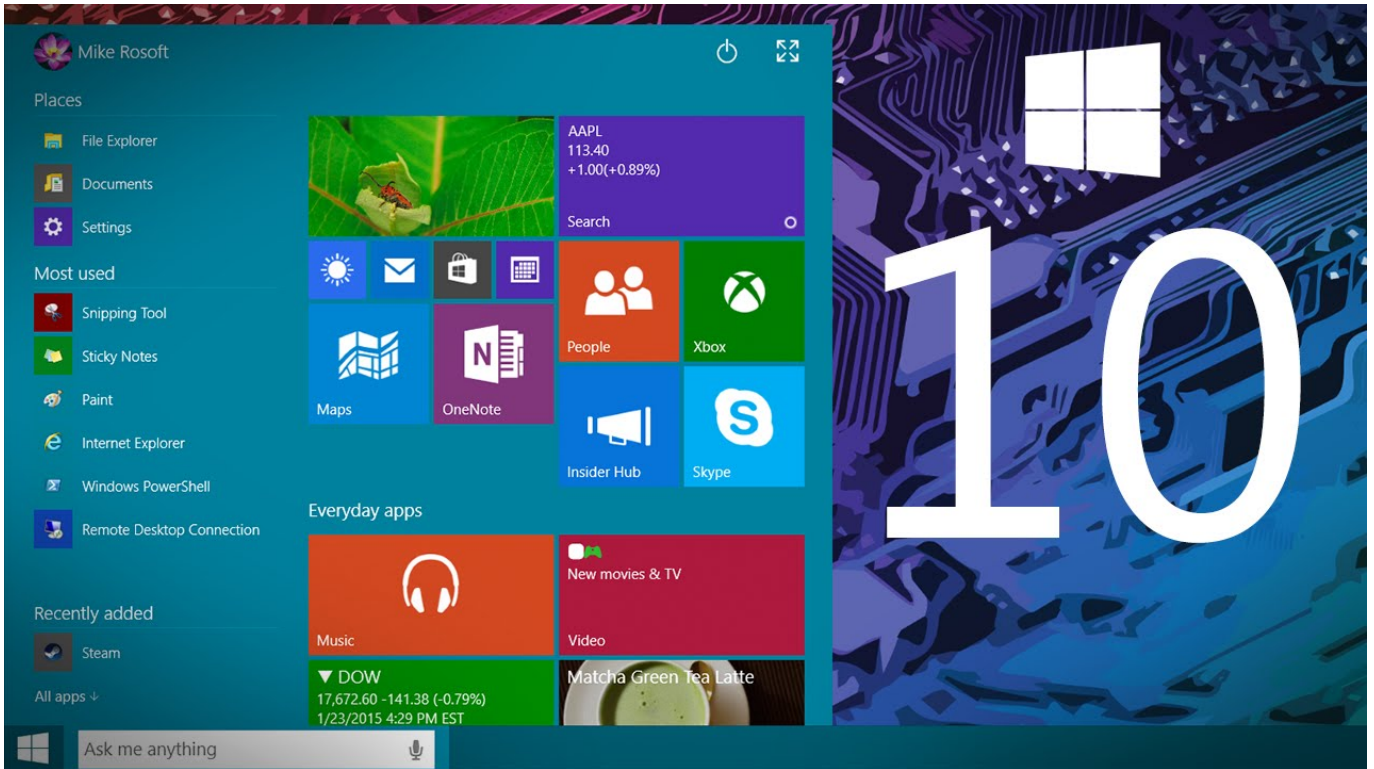 Mike Rosoft
Places
File Explorer
Documents
Settings
Most used
Snipping Tool
Sticky Notes
Paint
Internet Explorer
Windows PowerShell
Remote Desktop Connection
Recently added
Steam
All apps ↓
AAPL
113.40
+1.00(+0.89%)
Search
People
Xbox
Maps
N
OneNote
Insider Hub
S
Skype
Everyday apps
Music
New movies & TV
Video
▼ DOW
17,672.60 -141.38 (-0.79%)
1/23/2015 4:29 PM EST
Matcha Green Tea Latte
Ask me anything
10